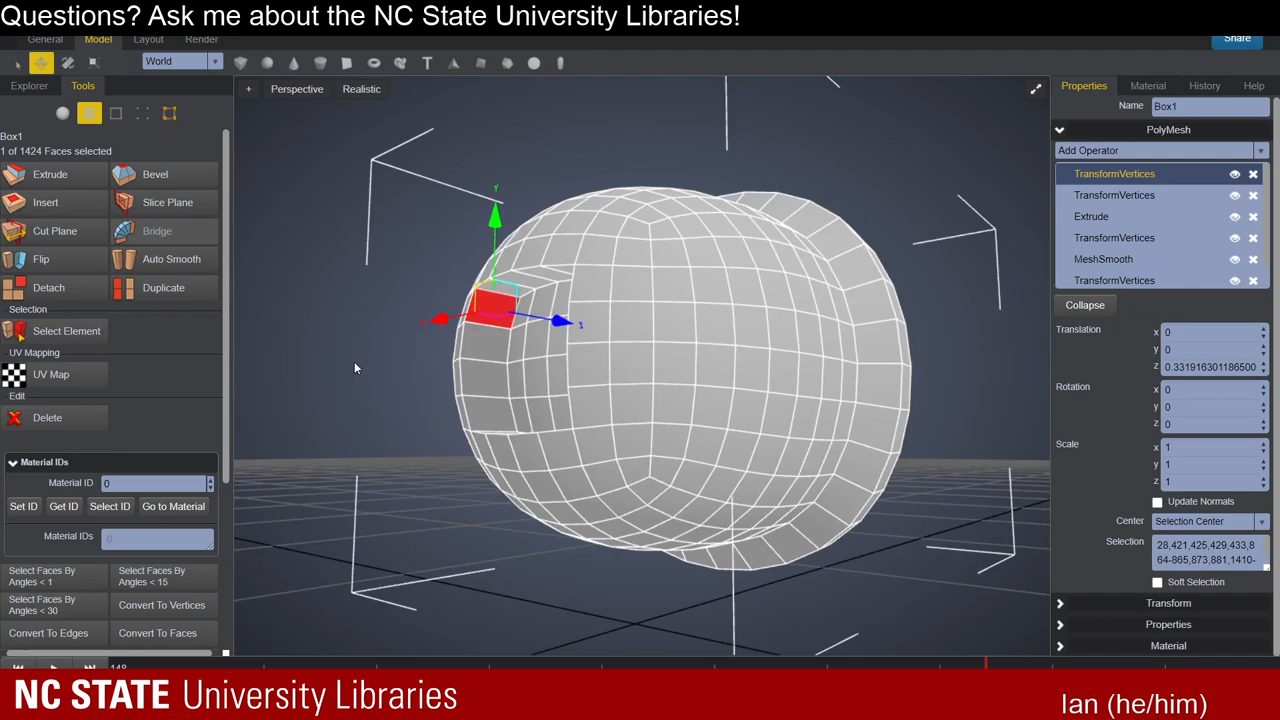 Questions? Ask me about the NC State University Libraries!
General Model Layout Render
Share
World
Explorer Tools
Perspective Realistic
Properties Material History Help
Name Box1
PolyMesh
Add Operator
TransformVertices
TransformVertices
Extrude
TransformVertices
MeshSmooth
TransformVertices
Collapse
Translation x 0
y 0
z 0.331916301186500
Rotation x 0
y 0
z 0
Scale x 1
y 1
z 1
Update Normals
Center Selection Center
Selection 28,421,425,429,433,8
64-865,873,881,1410-
Soft Selection
Transform
Properties
Material
Box1
1 of 1424 Faces selected
Extrude Bevel
Insert Slice Plane
Cut Plane Bridge
Flip Auto Smooth
Detach Duplicate
Selection
Select Element
UV Mapping
UV Map
Edit
Delete
Material IDs
Material ID 0
Set ID Get ID Select ID Go to Material
Material IDs 0
Select Faces By Angles < 1 Select Faces By Angles < 15
Select Faces By Angles < 30 Convert To Vertices
Convert To Edges Convert To Faces
148
NC STATE University Libraries
Ian (he/him)